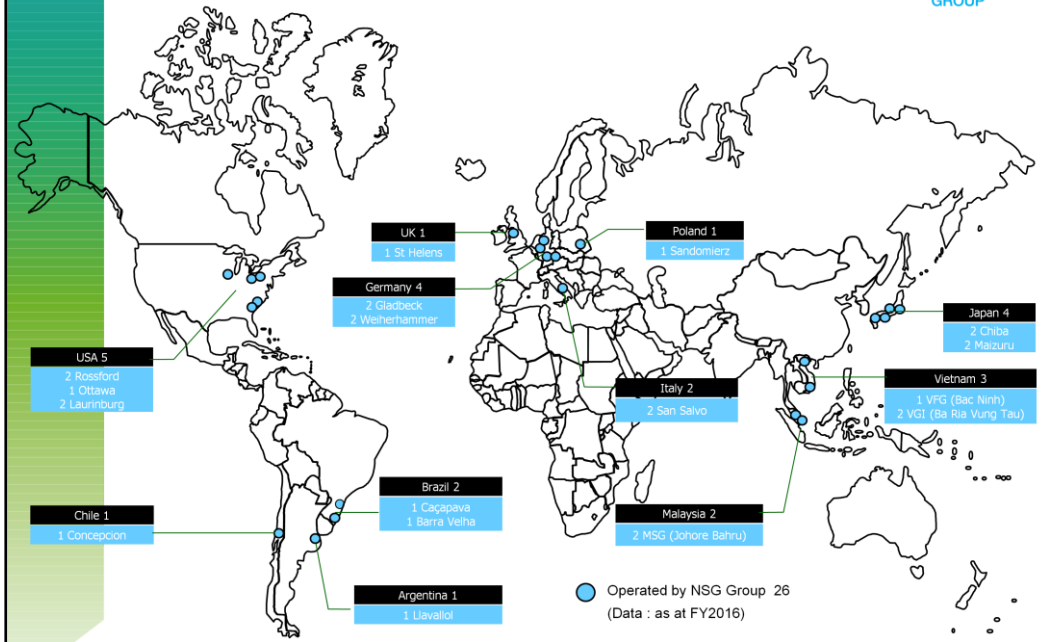 GROUP
UK 1
1 St Helens
Poland 1
1 Sandomierz
Germany 4
2 Gladbeck
2 Weiherhammer
Japan 4
2 Chiba
2 Maizuru
USA 5
2 Rossford
1 Ottawa
2 Laurinburg
Italy 2
2 San Salvo
Vietnam 3
1 VFG (Bac Ninh)
2 VGI (Ba Ria Vung Tau)
Brazil 2
1 Caçapava
1 Barra Velha
Chile 1
1 Concepcion
Malaysia 2
2 MSG (Johore Bahru)
Argentina 1
1 Llavallol
Operated by NSG Group 26
(Data : as at FY2016)